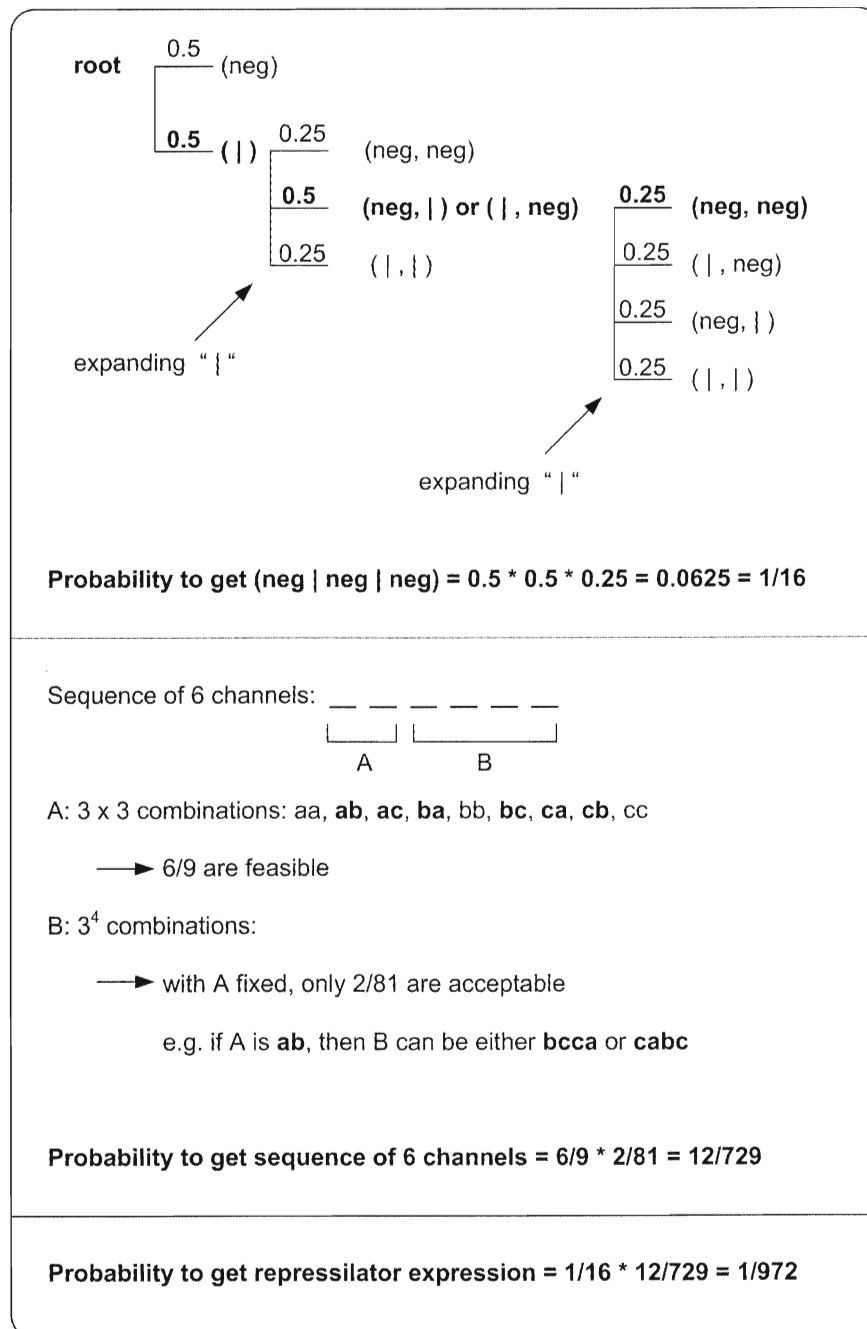 root 0.5 (neg)
0.5 ( | ) 0.25 (neg, neg)
0.5 (neg, | ) or ( | , neg) 0.25 (neg, neg)
0.25 ( | , | ) 0.25 ( | , neg)
0.25 (neg, | )
expanding “ | “ 0.25 ( | , | )
expanding “ | “
Probability to get (neg | neg | neg) = 0.5 * 0.5 * 0.25 = 0.0625 = 1/16
Sequence of 6 channels: _ _ _ _ _ _
A B
A: 3 x 3 combinations: aa, ab, ac, ba, bb, bc, ca, cb, cc
→ 6/9 are feasible
B: 3⁴ combinations:
→ with A fixed, only 2/81 are acceptable
e.g. if A is ab, then B can be either bcca or cabc
Probability to get sequence of 6 channels = 6/9 * 2/81 = 12/729
Probability to get repressilator expression = 1/16 * 12/729 = 1/972